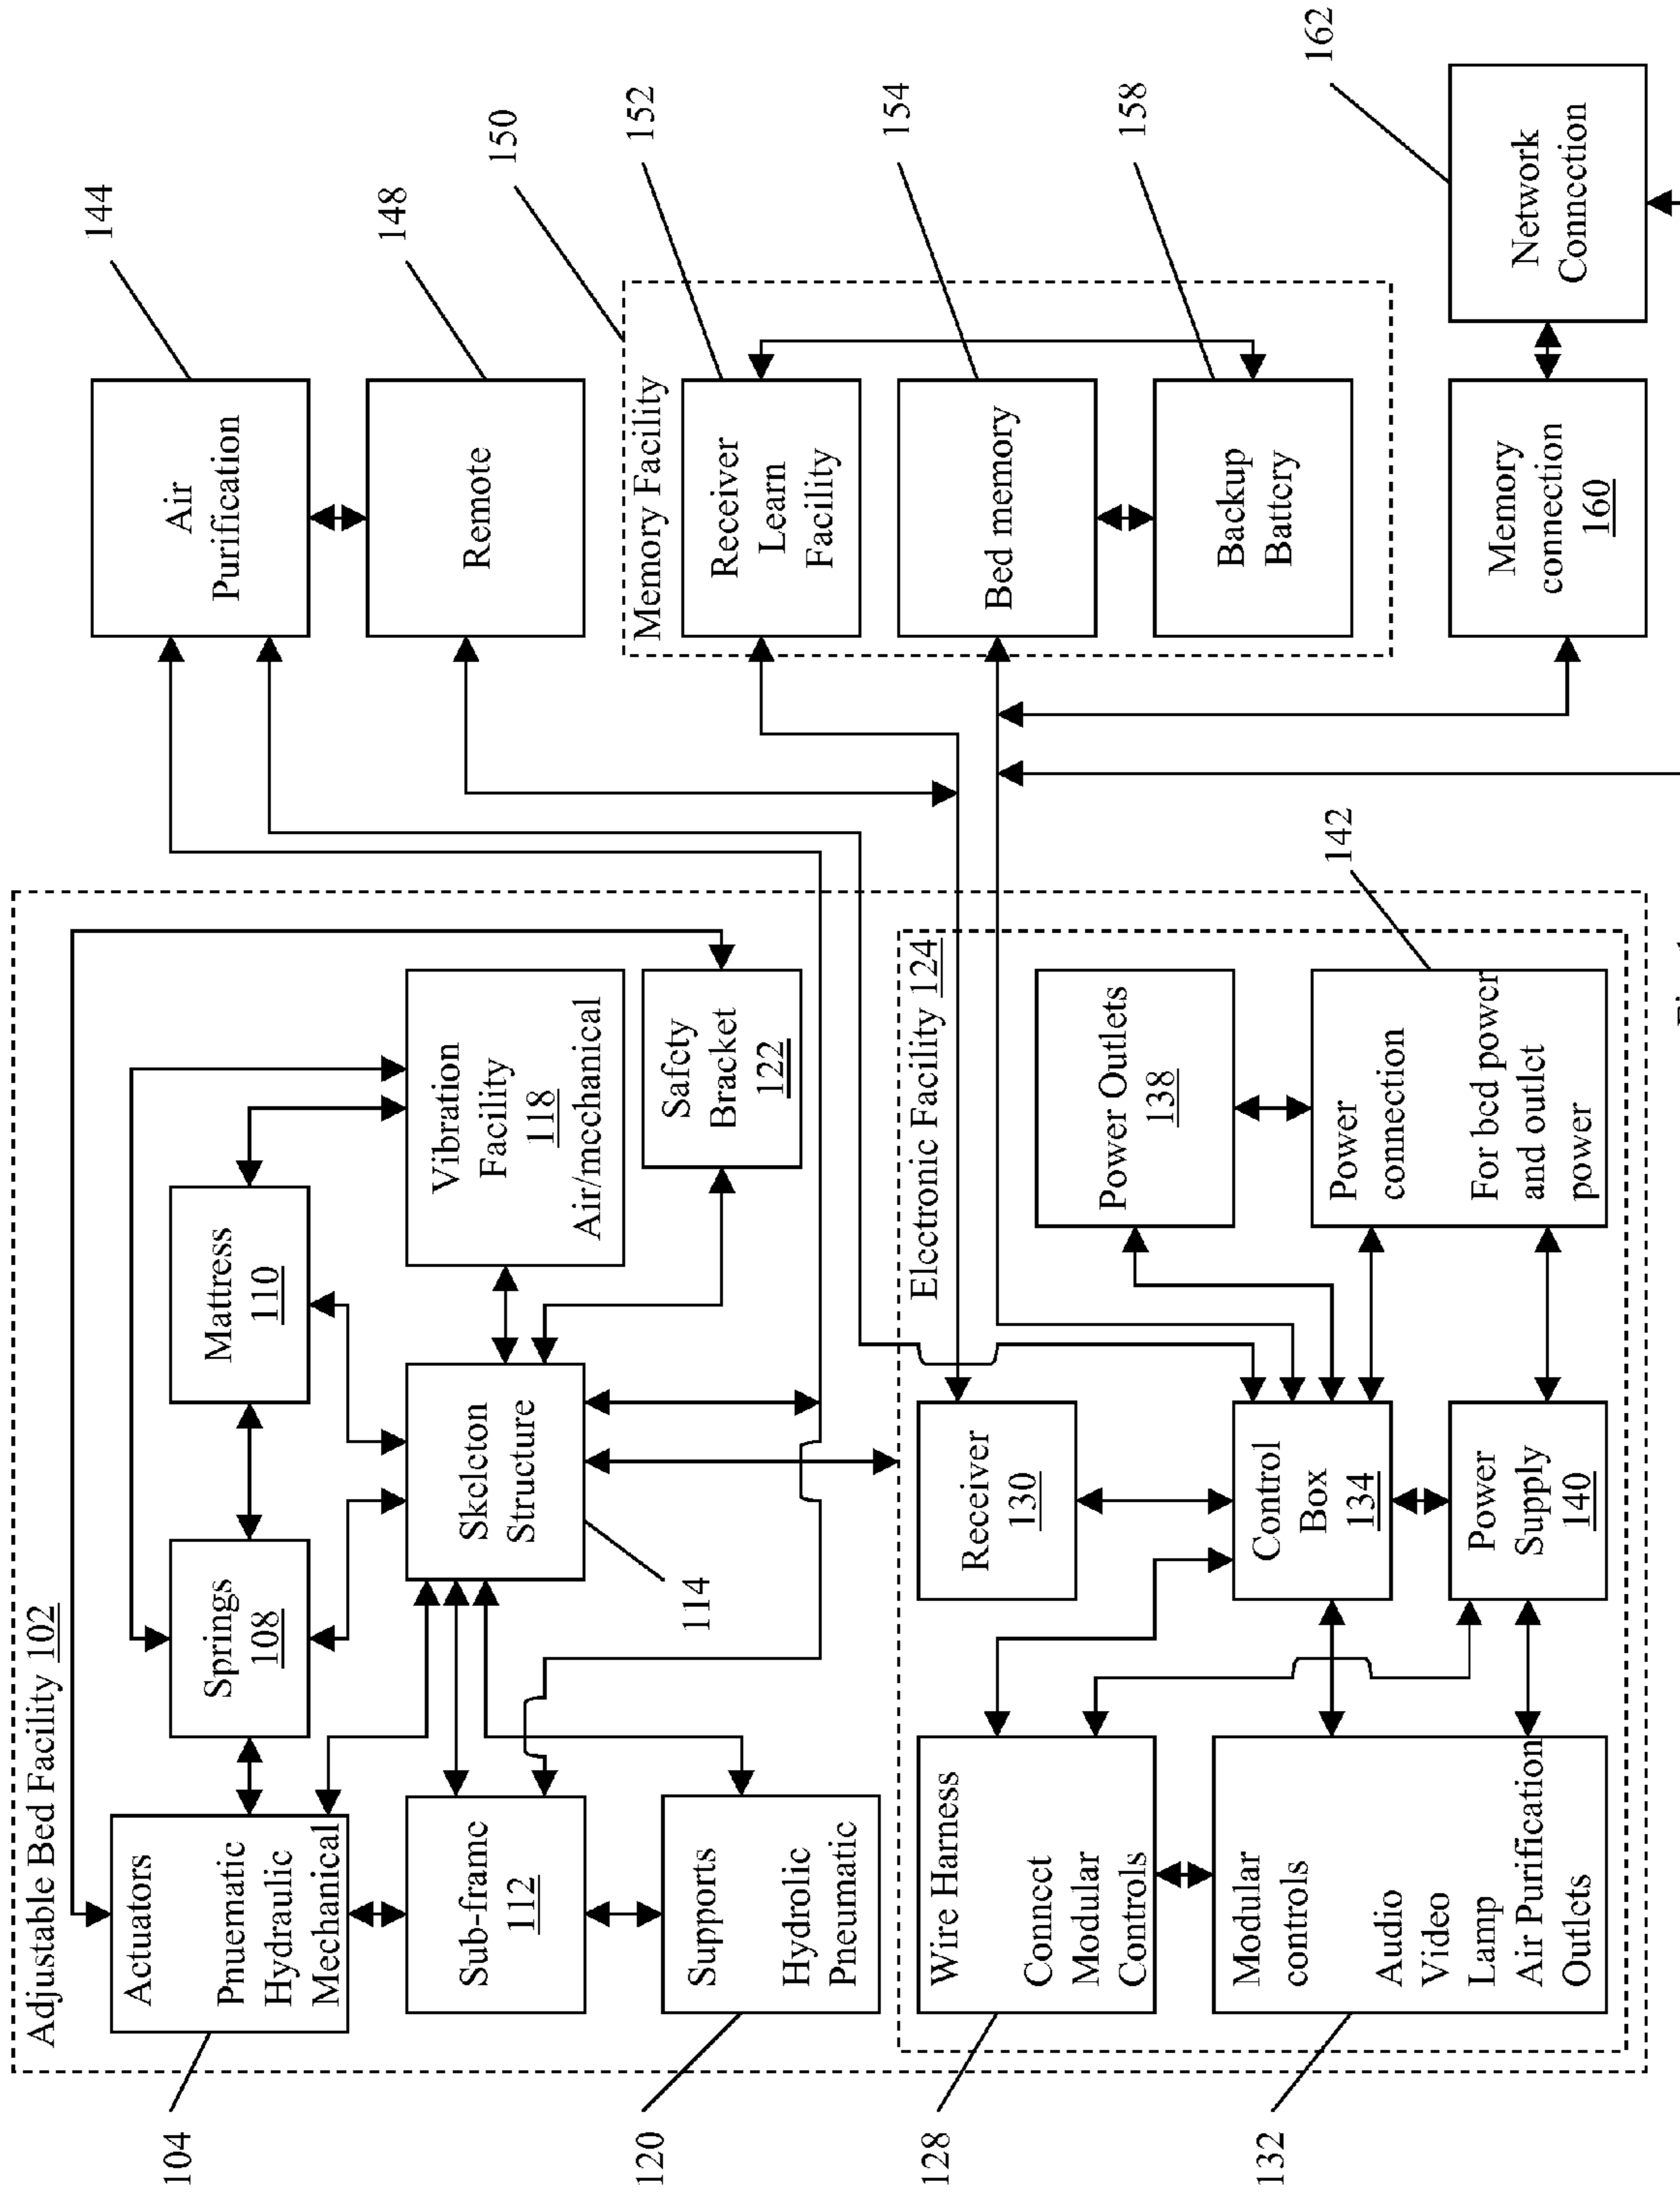 Adjustable Bed Facility 102
104
Actuators
Pnuematic
Hydraulic
Mechanical
Springs
108
Mattress
110
Sub-frame
112
Skeleton
Structure
114
Vibration
Facility
118
Air/mechanical
120
Supports
Hydrolic
Pneumatic
Safety
Bracket
122
Electronic Facility 124
128
Wire Harness
Connect
Modular
Controls
Receiver
130
132
Modular
controls
Audio
Video
Lamp
Air Purification
Outlets
Control
Box
134
Power Outlets
138
Power
Supply
140
142
Power
connection
For bed power
and outlet
power
144
Air
Purification
148
Remote
150
Memory Facility
152
Receiver
Learn
Facility
154
Bed memory
158
Backup
Battery
Memory
connection
160
162
Network
Connection